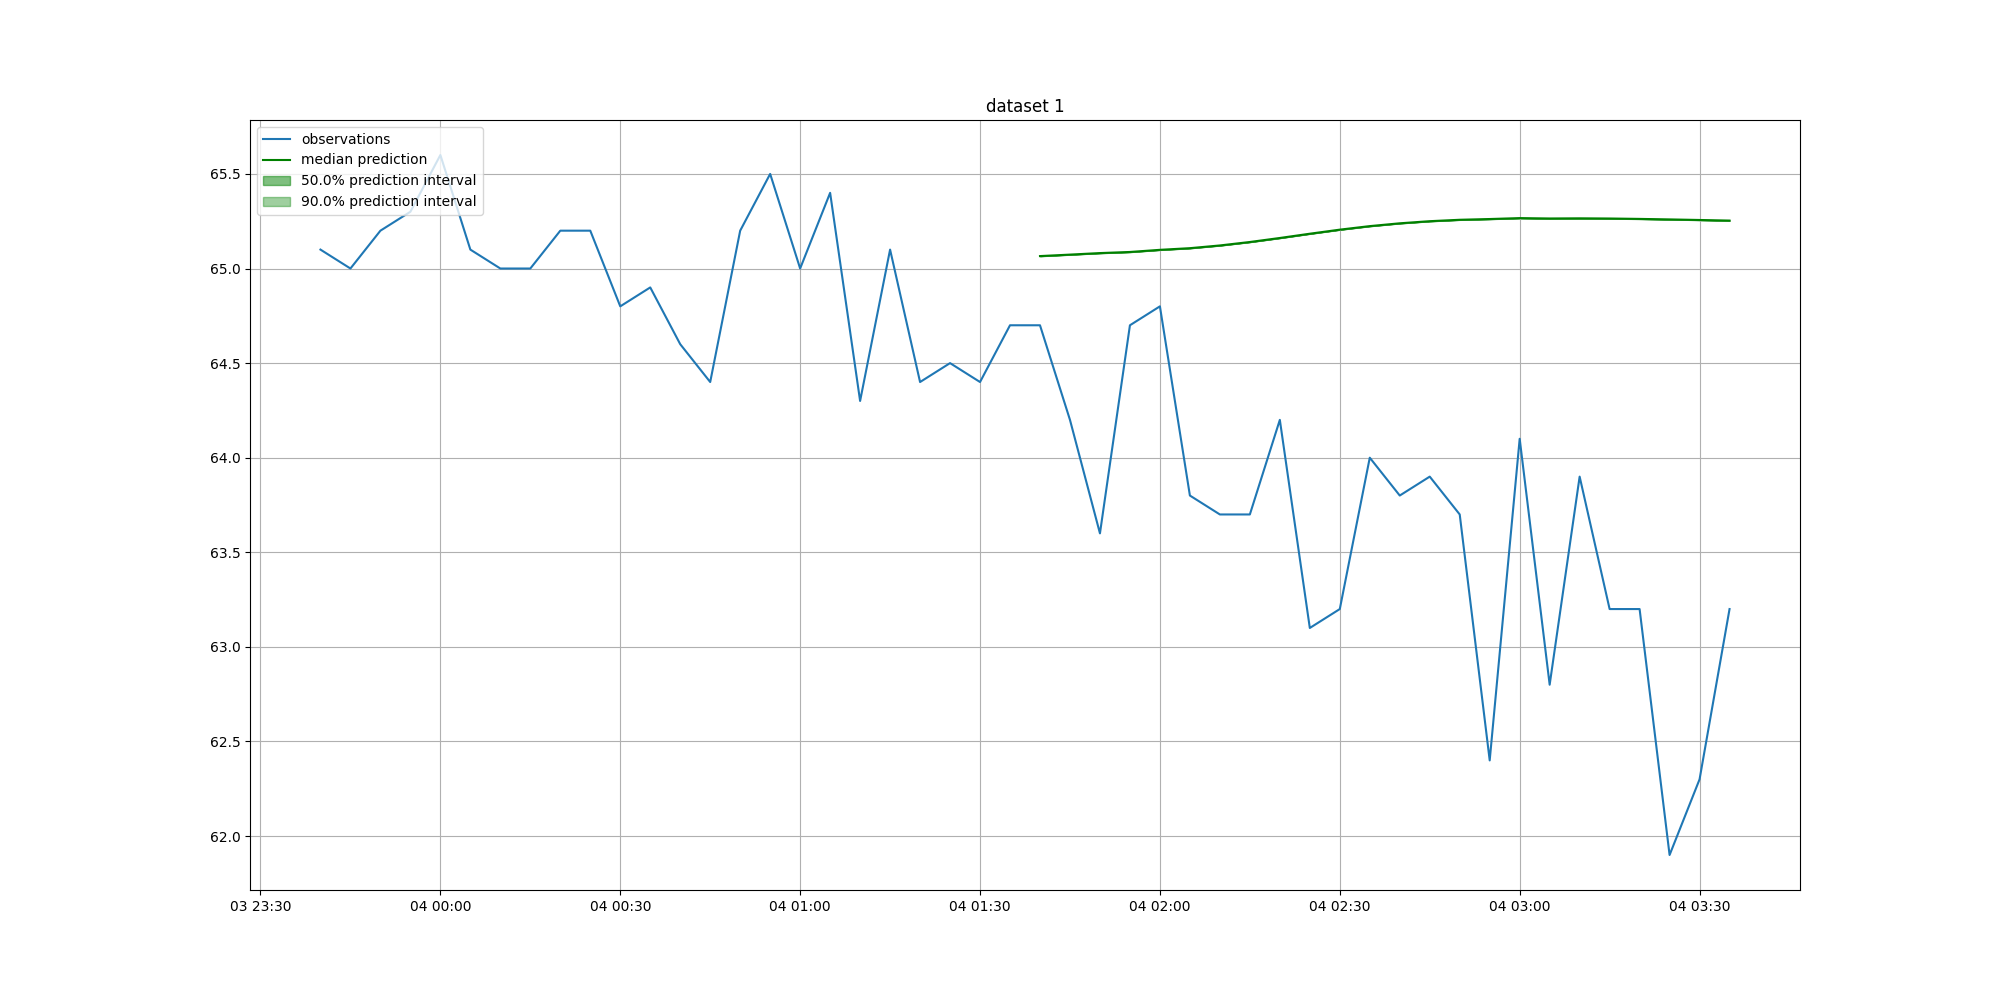 dataset 1
observations
median prediction
50.0% prediction interval
90.0% prediction interval
65.5
65.0
64.5
64.0
63.5
63.0
62.5
62.0
03 23:30 04 00:00 04 00:30 04 01:00 04 01:30 04 02:00 04 02:30 04 03:00 04 03:30